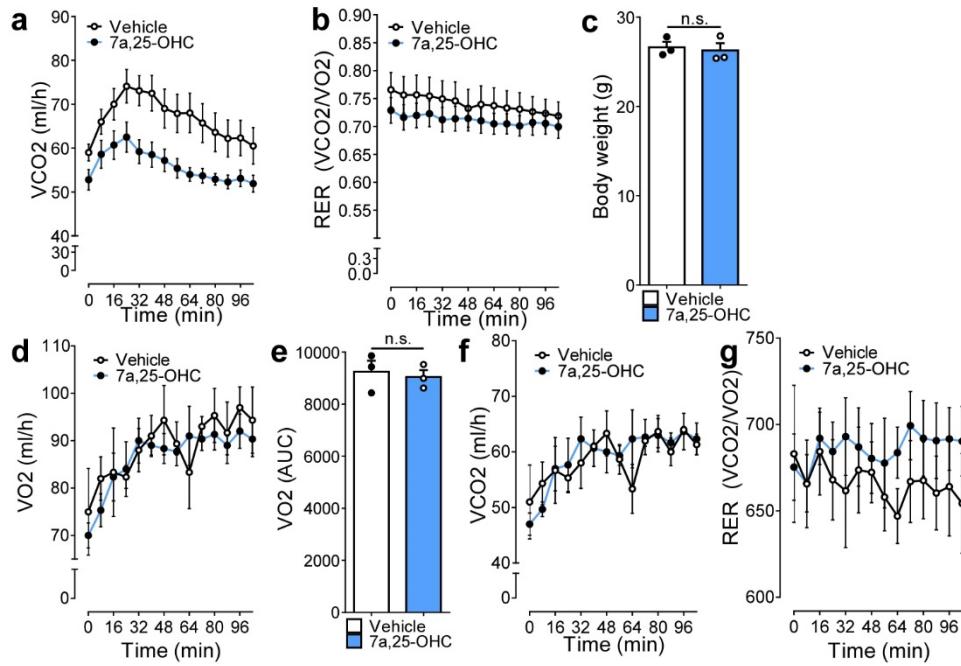 a
Vehicle
7a,25-OHC
VCO2 (ml/h)
90
80
70
60
50
40
30
0
0 16 32 48 64 80 96
Time (min)
b
Vehicle
7a,25-OHC
RER (VCO2/VO2)
0.90
0.85
0.80
0.75
0.70
0.65
0.60
0.55
0.3
0.0
0 16 32 48 64 80 96
Time (min)
c
n.s.
Body weight (g)
30
20
10
0
Vehicle
7a,25-OHC
d
Vehicle
7a,25-OHC
VO2 (ml/h)
110
100
90
80
70
0
0 16 32 48 64 80 96
Time (min)
e
n.s.
VO2 (AUC)
10000
8000
6000
4000
2000
0
Vehicle
7a,25-OHC
f
Vehicle
7a,25-OHC
VCO2 (ml/h)
80
70
60
50
40
0
0 16 32 48 64 80 96
Time (min)
g
Vehicle
7a,25-OHC
RER (VCO2/VO2)
750
700
650
600
0 16 32 48 64 80 96
Time (min)